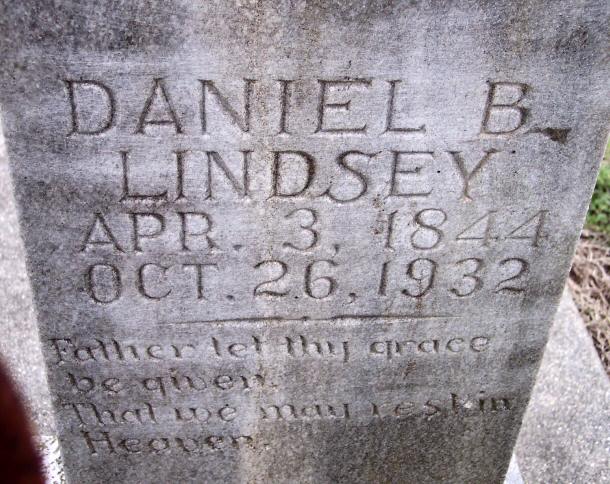 DANIEL B.
LINDSEY
APR. 3, 1844
OCT. 26, 1932
Father let thy grace
be given.
That we may res in
Heaven.